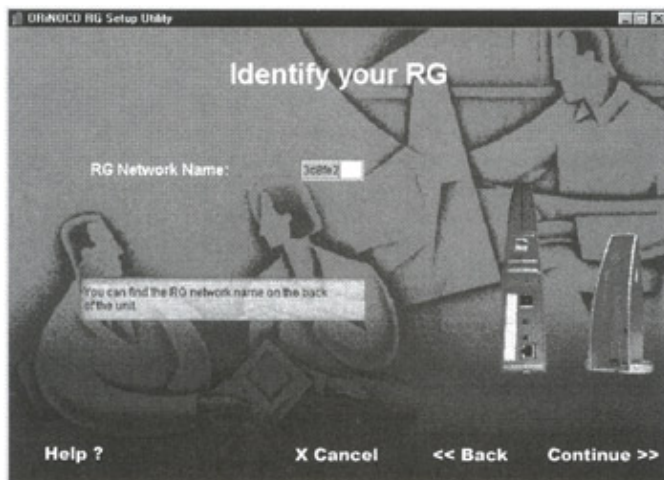 ORiNOCO RG Setup Utility
Identify your RG
RG Network Name:
You can find the RG network name on the back
of the unit
Help ?
X Cancel
<< Back
Continue >>